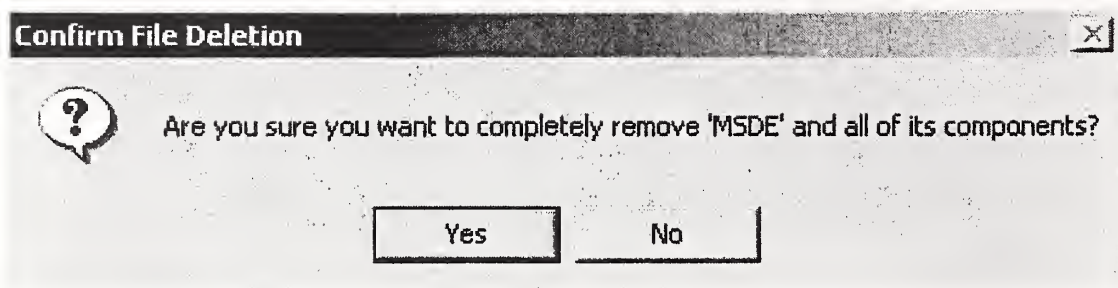 Confirm File Deletion
Are you sure you want to completely remove 'MSDE' and all of its components?
Yes
No